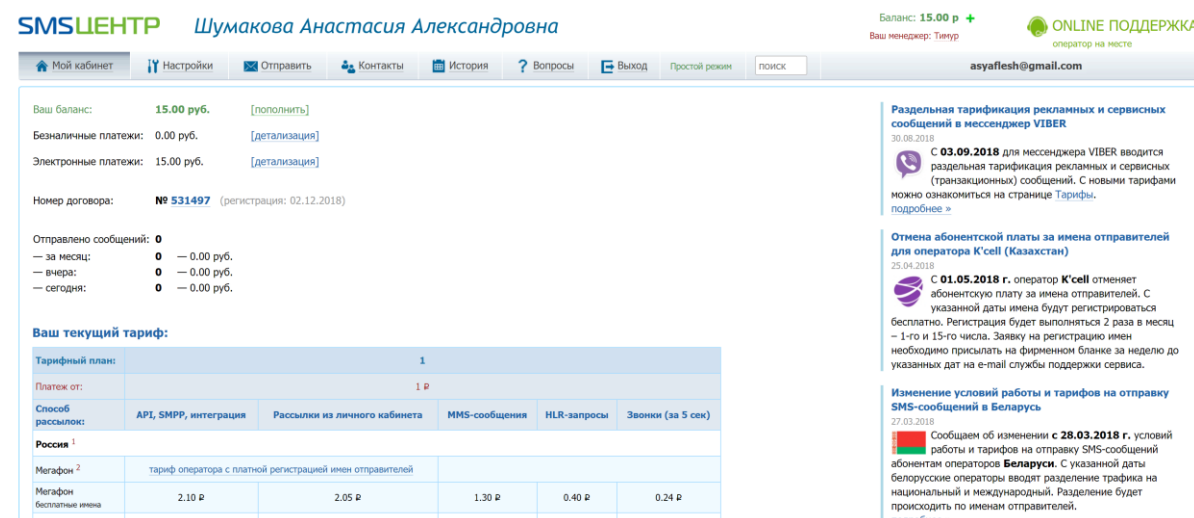 SMSЦЕНТР
Шумакова Анастасия Александровна
Баланс: 15.00 р +
Ваш менеджер: Тимур
ONLINE ПОДДЕРЖКА
оператор на месте
Мой кабинет Настройки Отправить Контакты История ? Вопросы Выход Простой режим поиск asyaflesh@gmail.com
Ваш баланс: 15.00 руб. [пополнить]
Безналичные платежи: 0.00 руб. [детализация]
Электронные платежи: 15.00 руб. [детализация]
Номер договора: № 531497 (регистрация: 02.12.2018)
Отправлено сообщений: 0
— за месяц: 0 — 0.00 руб.
— вчера: 0 — 0.00 руб.
— сегодня: 0 — 0.00 руб.
Ваш текущий тариф:
Тарифный план: 1
Платеж от: 1 ₽
Способ
рассылок: API, SMPP, интеграция Рассылки из личного кабинета MMS-сообщения HLR-запросы Звонки (за 5 сек)
Россия 1
Мегафон 2 тариф оператора с платной регистрацией имен отправителей
Мегафон
бесплатные имена 2.10 ₽ 2.05 ₽ 1.30 ₽ 0.40 ₽ 0.24 ₽
Раздельная тарификация рекламных и сервисных
сообщений в мессенджер VIBER
30.08.2018
С 03.09.2018 для мессенджера VIBER вводится
раздельная тарификация рекламных и сервисных
(транзакционных) сообщений. С новыми тарифами
можно ознакомиться на странице Тарифы.
подробнее »
Отмена абонентской платы за имена отправителей
для оператора K'cell (Казахстан)
25.04.2018
С 01.05.2018 г. оператор K'cell отменяет
абонентскую плату за имена отправителей. С
указанной даты имена будут регистрироваться
бесплатно. Регистрация будет выполняться 2 раза в месяц
– 1-го и 15-го числа. Заявку на регистрацию имен
необходимо присылать на фирменном бланке за неделю до
указанных дат на e-mail службы поддержки сервиса.
Изменение условий работы и тарифов на отправку
SMS-сообщений в Беларусь
27.03.2018
Сообщаем об изменении с 28.03.2018 г. условий
работы и тарифов на отправку SMS-сообщений
абонентам операторов Беларуси. С указанной даты
белорусские операторы вводят разделение трафика на
национальный и международный. Разделение будет
происходить по именам отправителей.